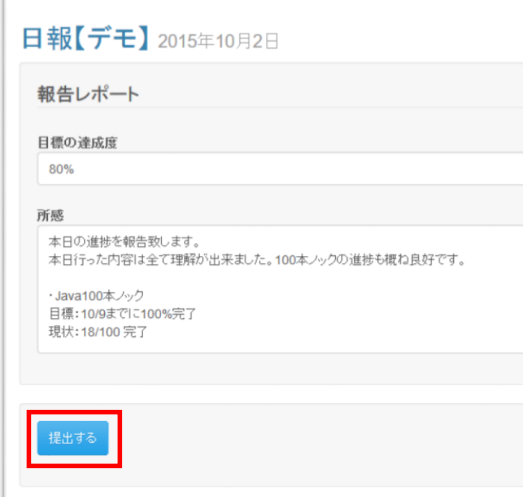 日報【デモ】 2015年10月2日
報告レポート
目標の達成度
80%
所感
本日の進捗を報告致します。
本日行った内容は全て理解が出来ました。100本ノックの進捗も概ね良好です。
・Java100本ノック
目標：10/9までに100%完了
現状：18/100 完了
提出する